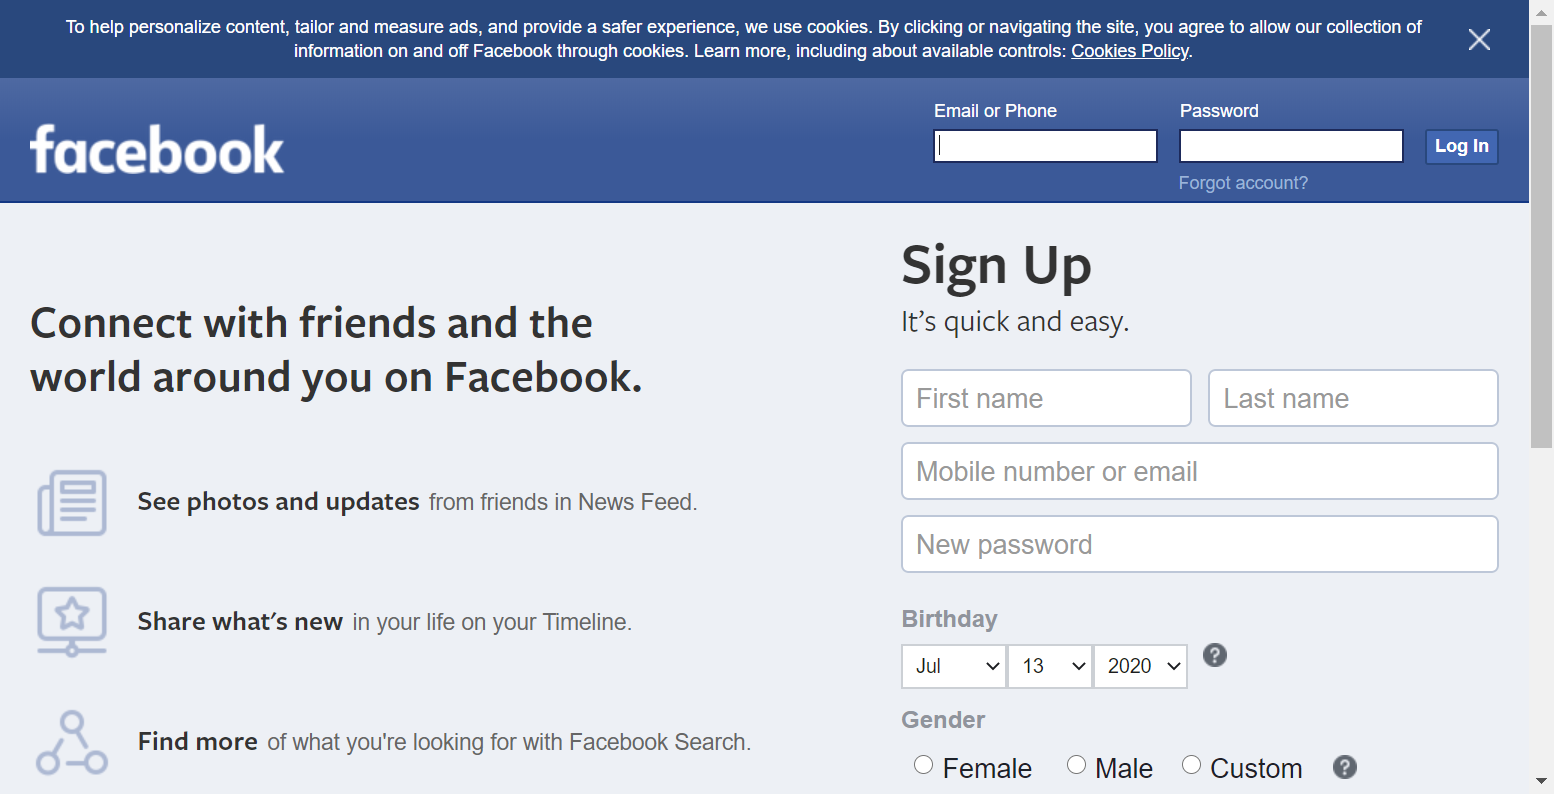 To help personalize content, tailor and measure ads, and provide a safer experience, we use cookies. By clicking or navigating the site, you agree to allow our collection of
information on and off Facebook through cookies. Learn more, including about available controls: Cookies Policy.
facebook
Email or Phone
Password
Log In
Forgot account?
Connect with friends and the
world around you on Facebook.
See photos and updates from friends in News Feed.
Share what's new in your life on your Timeline.
Find more of what you're looking for with Facebook Search.
Sign Up
It's quick and easy.
First name
Last name
Mobile number or email
New password
Birthday
Jul 13 2020 ?
Gender
Female Male Custom ?